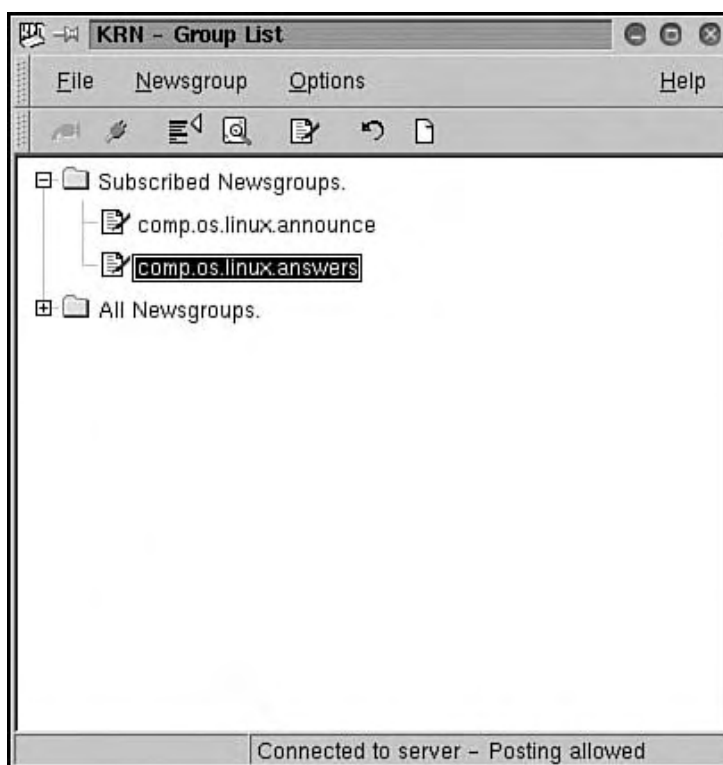 KRN - Group List
File Newsgroup Options Help
Subscribed Newsgroups.
comp.os.linux.announce
comp.os.linux.answers
All Newsgroups.
Connected to server - Posting allowed